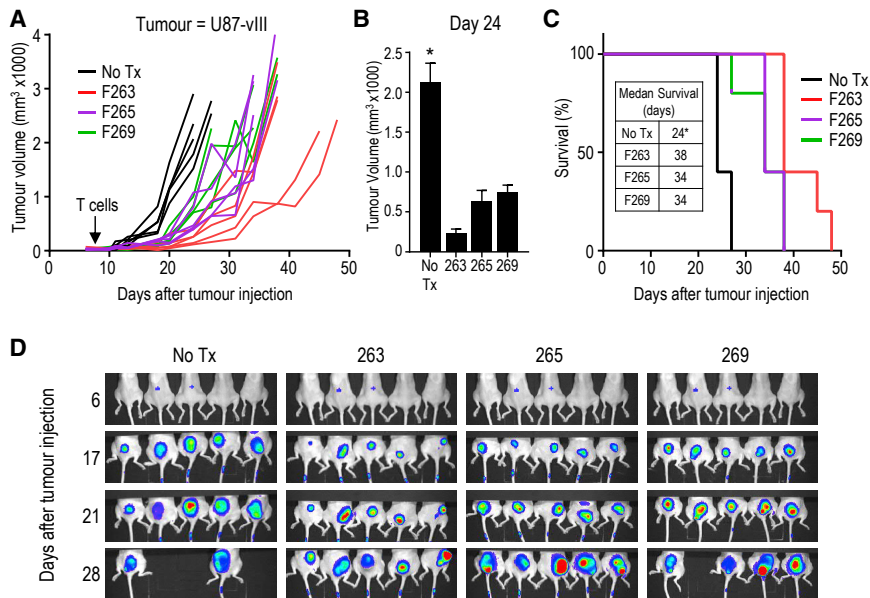 A
Tumour = U87-vIII
Tumour volume (mm³ x1000)
4
3
2
1
0
No Tx
F263
F265
F269
T cells
0 10 20 30 40 50
Days after tumour injection
B
Day 24
Tumour Volume (mm³ x1000)
2.5
2.0
1.5
1.0
0.5
0
*
No 263 265 269
Tx
C
Survival (%)
100
50
0
Medan Survival
(days)
No Tx 24*
F263 38
F265 34
F269 34
No Tx
F263
F265
F269
0 10 20 30 40 50
Days after tumour injection
D
No Tx 263 265 269
Days after tumour injection
6
17
21
28